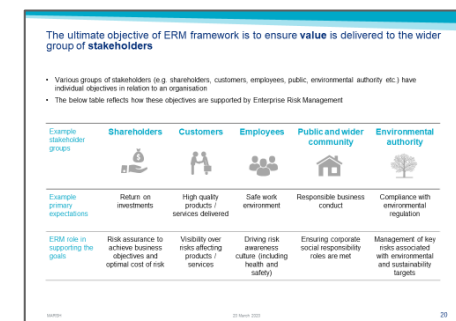 The ultimate objective of ERM framework is to ensure value is delivered to the wider
group of stakeholders
• Various groups of stakeholders (e.g. shareholders, customers, employees, public, environmental authority etc.) have
individual objectives in relation to an organisation
• The below table reflects how these objectives are supported by Enterprise Risk Management
Example
stakeholder
groups
Shareholders
Customers
Employees
Public and wider
community
Environmental
authority
Example
primary
expectations
Return on
investments
High quality
products /
services delivered
Safe work
environment
Responsible business
conduct
Compliance with
environmental
regulation
ERM role in
supporting the
goals
Risk assurance to
achieve business
objectives and
optimal cost of risk
Visibility over
risks affecting
products /
services
Driving risk
awareness
culture (including
health and
safety)
Ensuring corporate
social responsibility
roles are met
Management of key
risks associated
with environmental
and sustainability
targets
MARSH
March
20